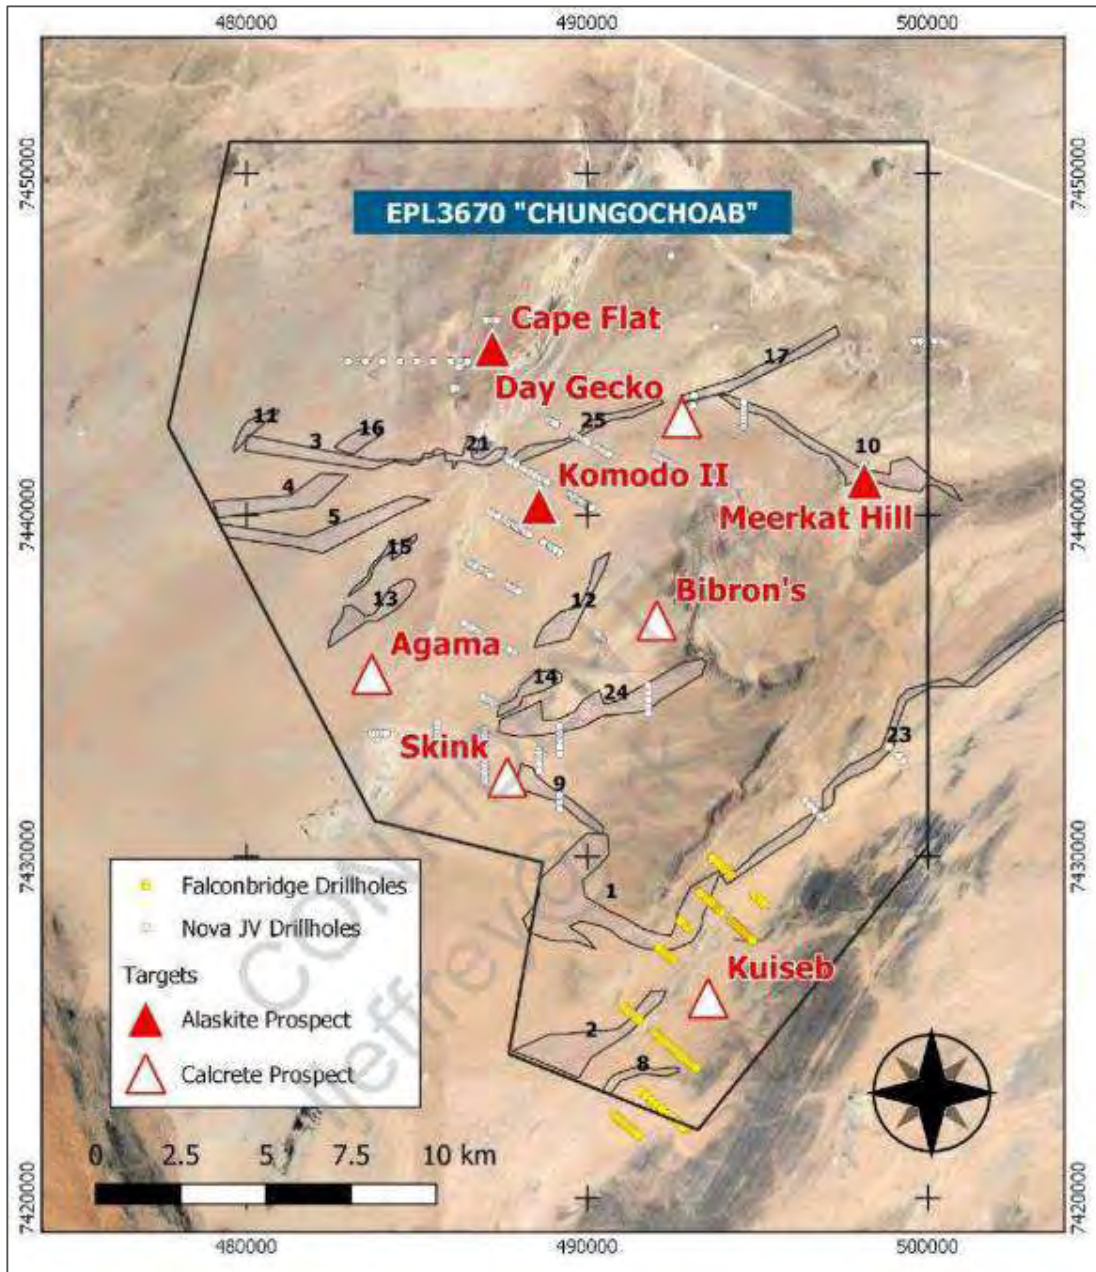 480000 490000 500000
7450000 7450000
EPL3670 "CHUNGOCHOAB"
Cape Flat
17
Day Gecko
11 3 16 21 25
10
Komodo II
4
7440000 5 Meerkat Hill 7440000
15
13 12 Bibron's
Agama
14 24
Skink 23
9
7430000 7430000
1
Falconbridge Drillholes
Nova JV Drillholes
Kuiseb
Targets
Alaskite Prospect
2
Calcrete Prospect
8
0 2.5 5 7.5 10 km
7420000 7420000
480000 490000 500000